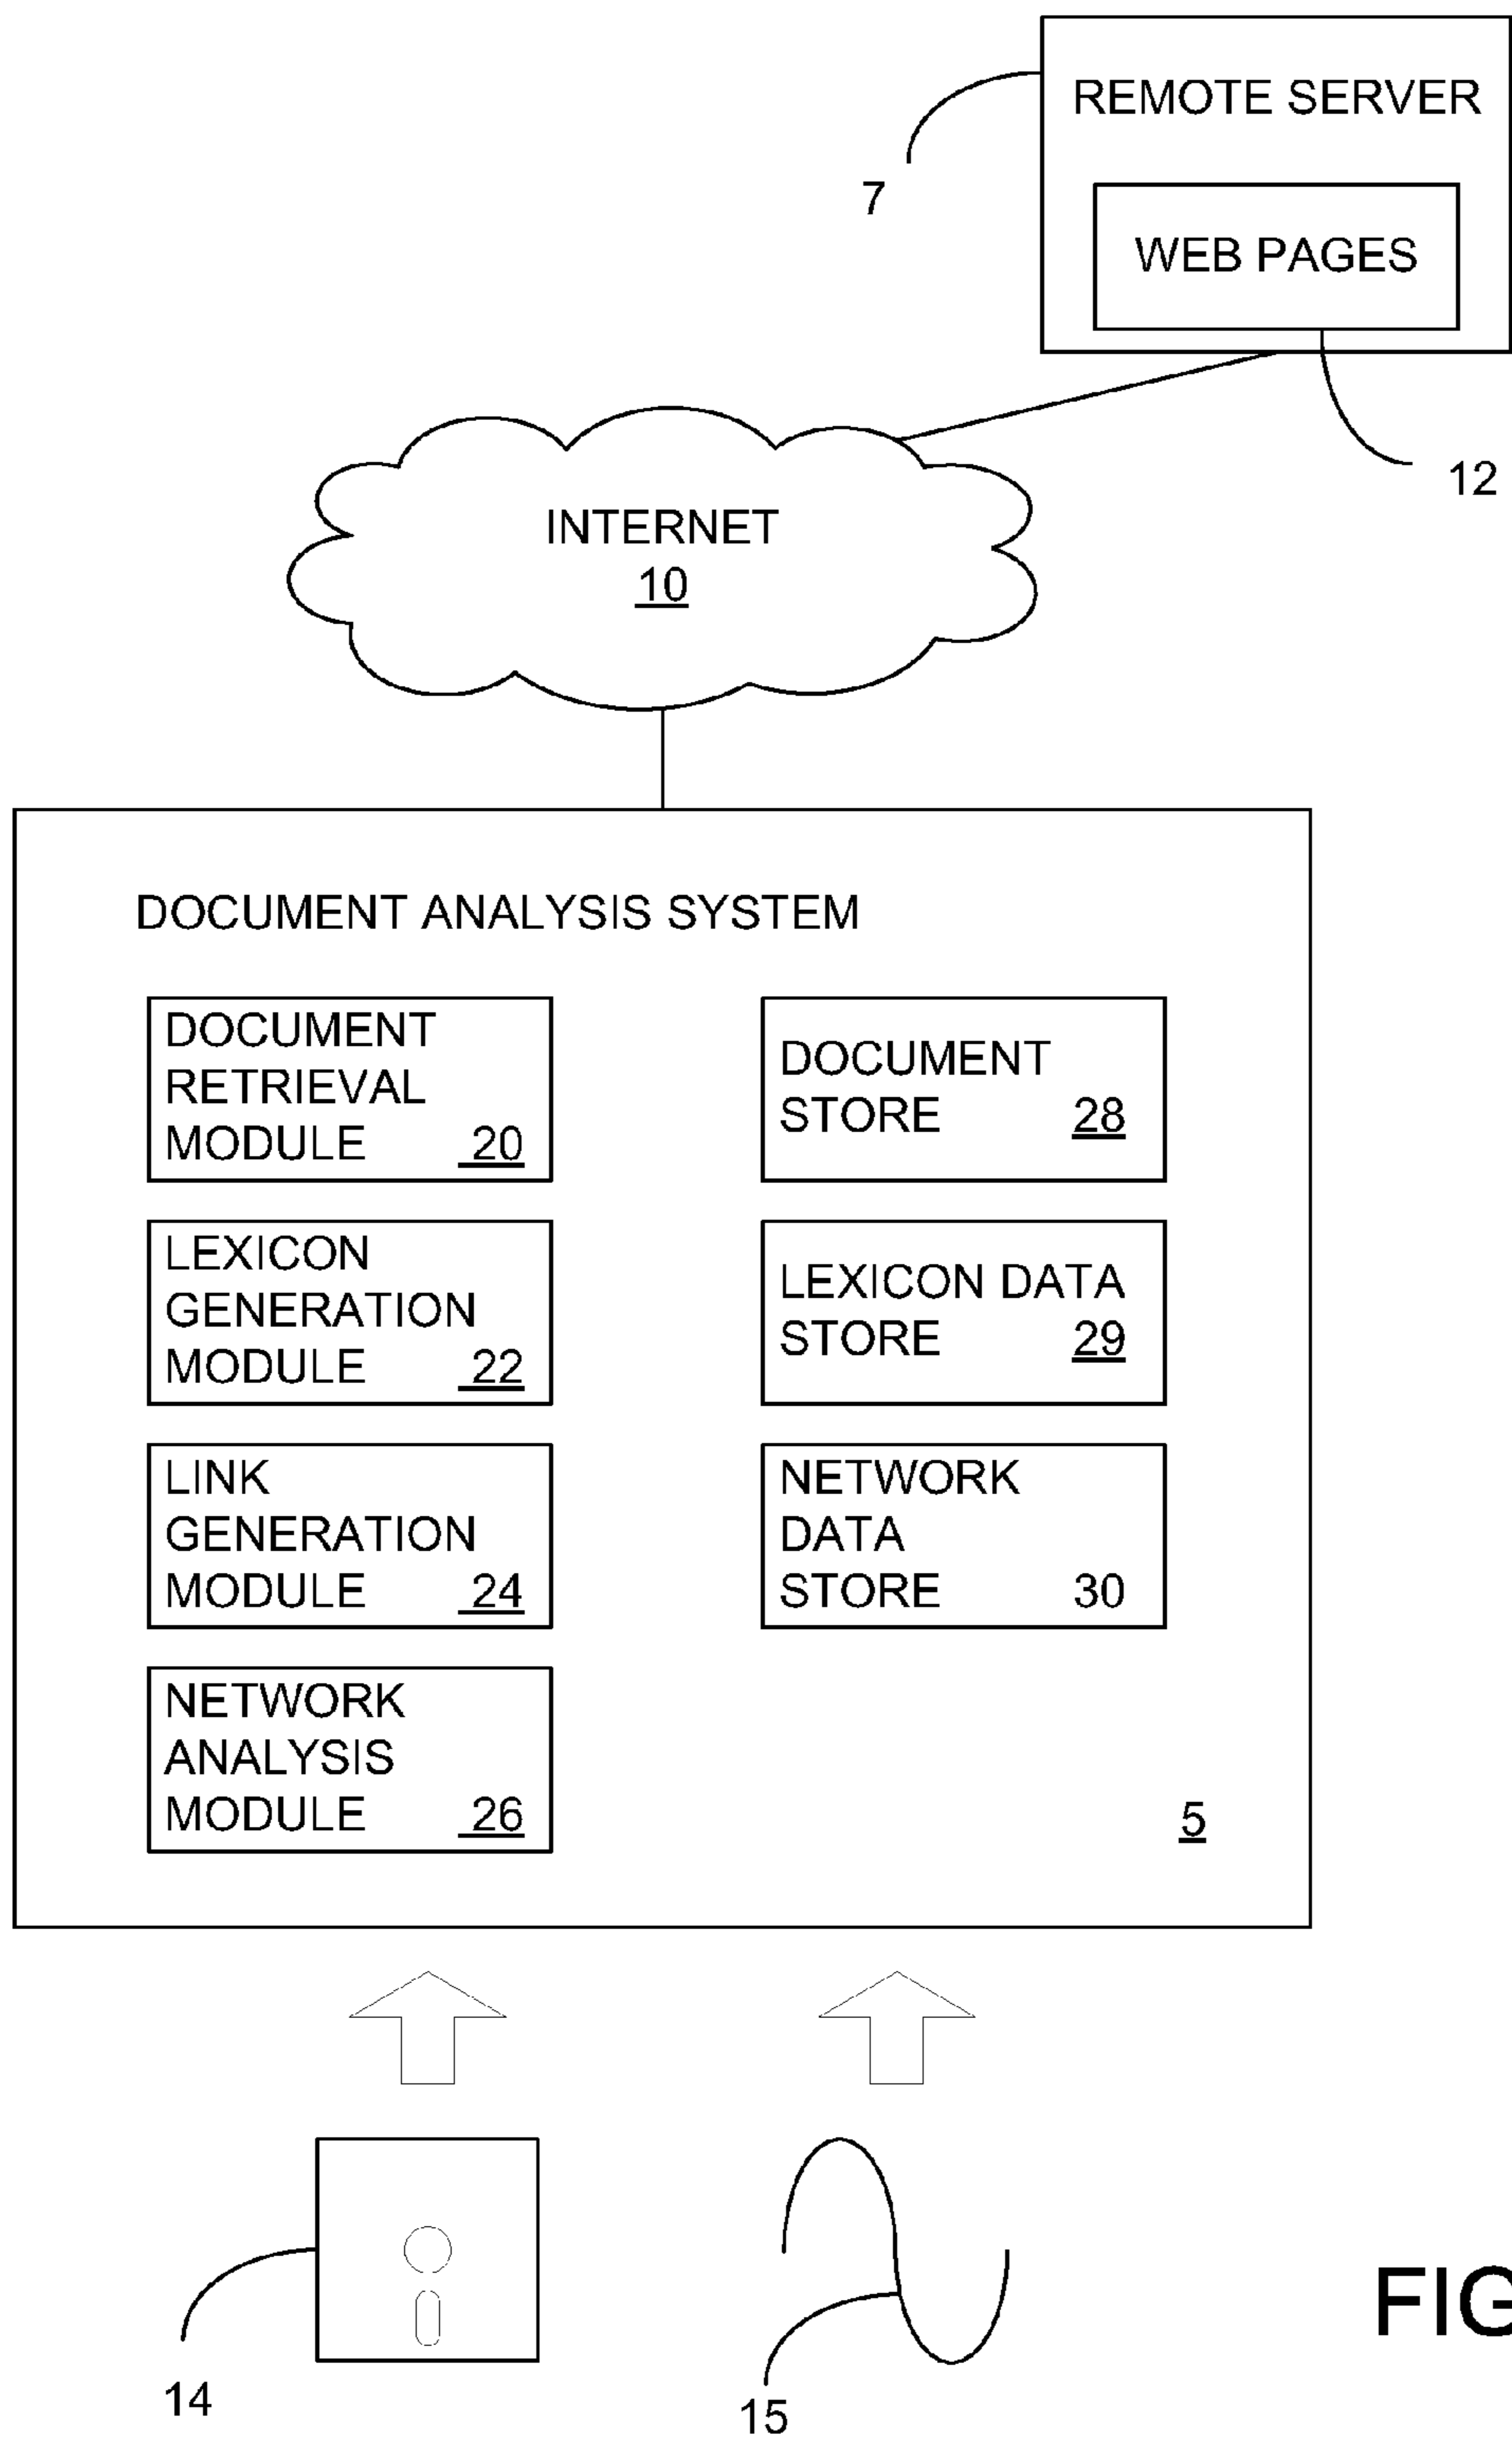 REMOTE SERVER
7
WEB PAGES
12
INTERNET
10
DOCUMENT ANALYSIS SYSTEM
DOCUMENT
RETRIEVAL
MODULE 20
DOCUMENT
STORE 28
LEXICON
GENERATION
MODULE 22
LEXICON DATA
STORE 29
LINK
GENERATION
MODULE 24
NETWORK
DATA
STORE 30
NETWORK
ANALYSIS
MODULE 26
5
14
15
FIG